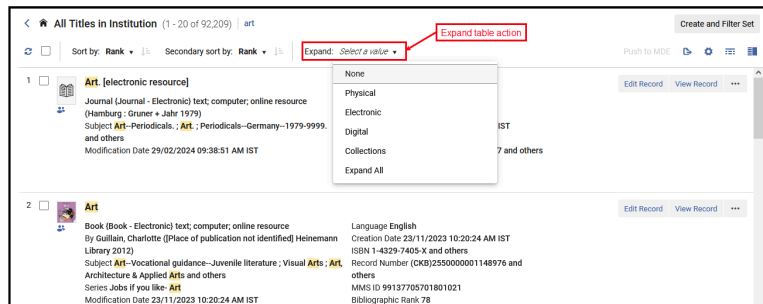 All Titles in Institution (1 - 20 of 92,209) art
Create and Filter Set
Expand table action
Sort by: Rank Secondary sort by: Rank Expand: Select a value
Push to MDE
None
Physical
Electronic
Digital
Collections
Expand All
1 Art. [electronic resource]
Edit Record View Record
Journal {Journal - Electronic} text; computer; online resource
(Hamburg : Gruner + Jahr 1979)
Subject Art--Periodicals. ; Art. ; Periodicals--Germany--1979-9999. IST
and others
Modification Date 29/02/2024 09:38:51 AM IST 7 and others
2 Art
Edit Record View Record
Book {Book - Electronic} text; computer; online resource Language English
By Guillain, Charlotte ([Place of publication not identified] Heinemann Creation Date 23/11/2023 10:20:24 AM IST
Library 2012) ISBN 1-4329-7405-X and others
Subject Art--Vocational guidance--Juvenile literature ; Visual Arts ; Art, Record Number (CKB)2550000001148976 and
Architecture & Applied Arts and others others
Series Jobs if you like- Art MMS ID 99137705701801021
Modification Date 23/11/2023 10:20:24 AM IST Bibliographic Rank 78